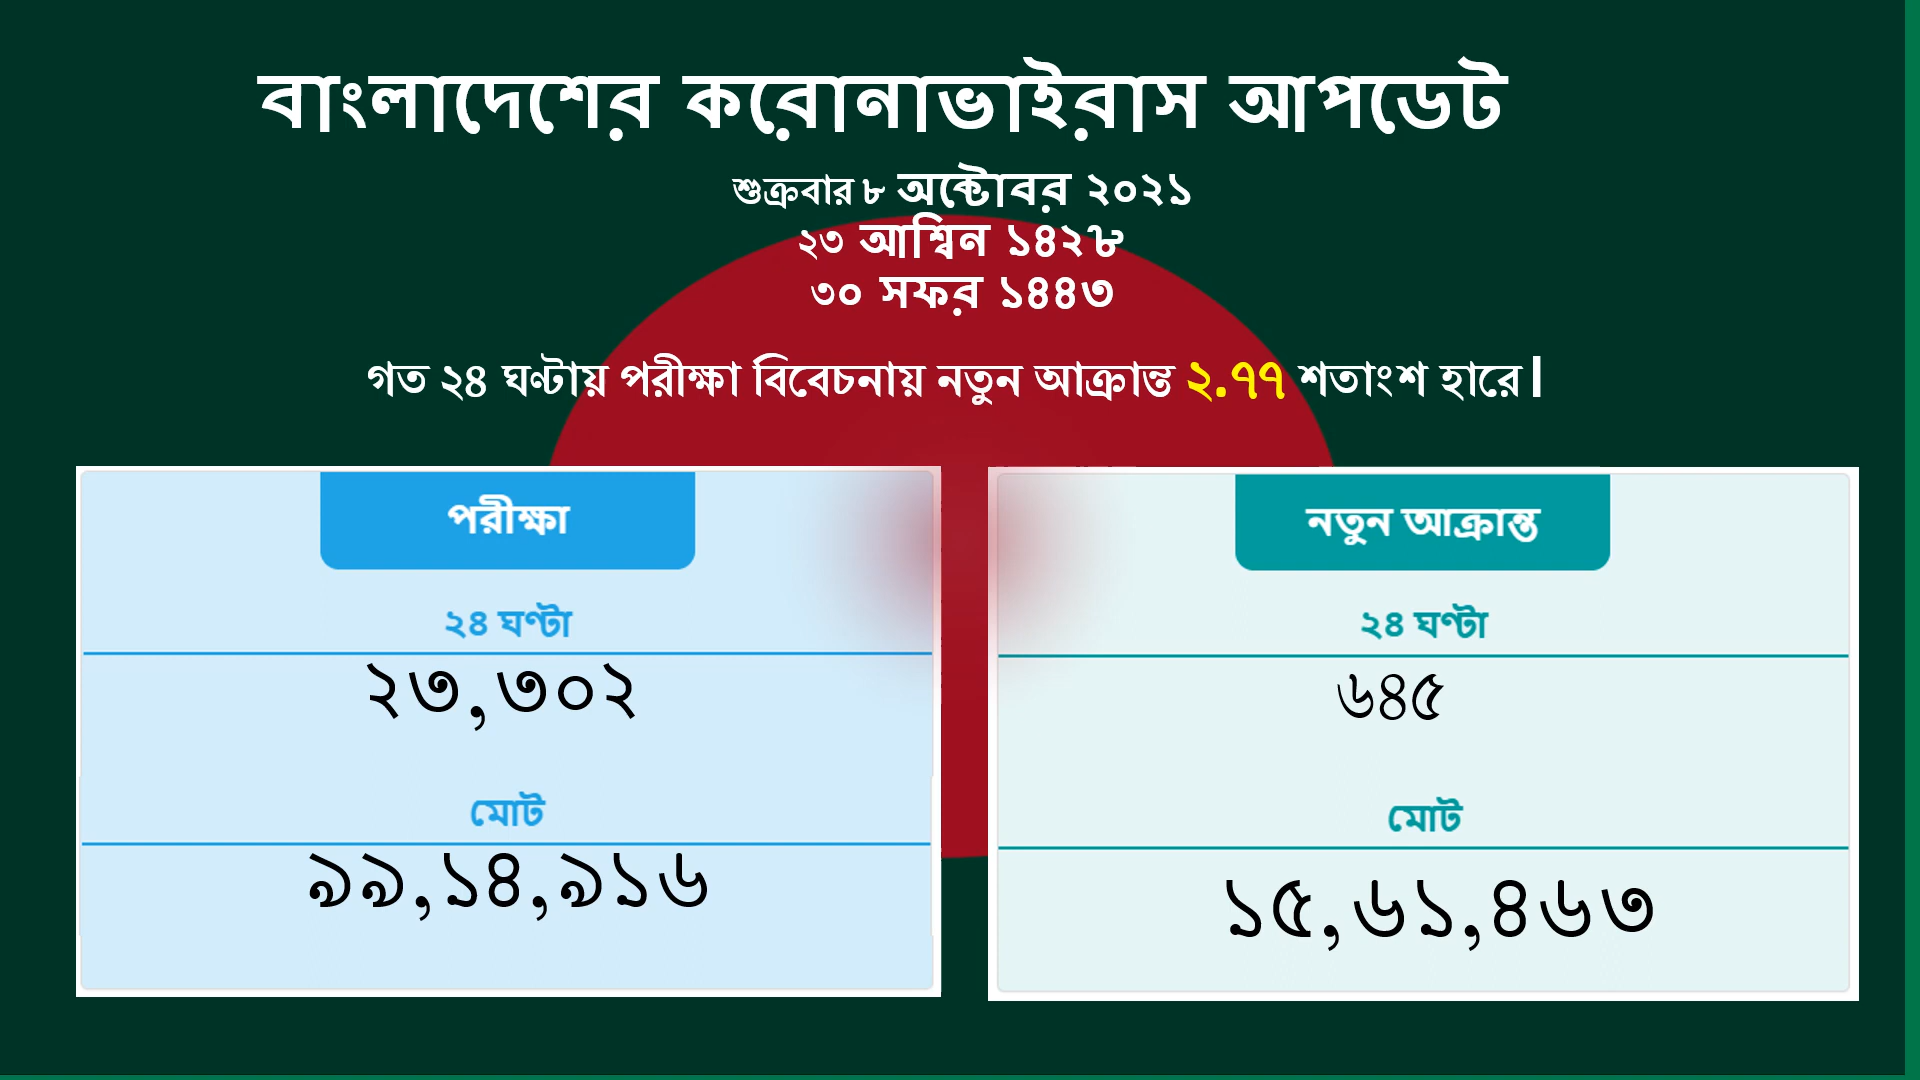 বাংলাদেশের করোনাভাইরাস আপডেট
শুক্রবার ৮ অক্টোবর ২০২১
২৩ আশ্বিন ১৪২৮
৩০ সফর ১৪৪৩
গত ২৪ ঘণ্টায় পরীক্ষা বিবেচনায় নতুন আক্রান্ত ২.৭৭ শতাংশ হারে।
পরীক্ষা
২৪ ঘণ্টা
২৩,৩০২
মোট
৯৯,১৪,৯১৬
নতুন আক্রান্ত
২৪ ঘণ্টা
৬৪৫
মোট
১৫,৬১,৪৬৩